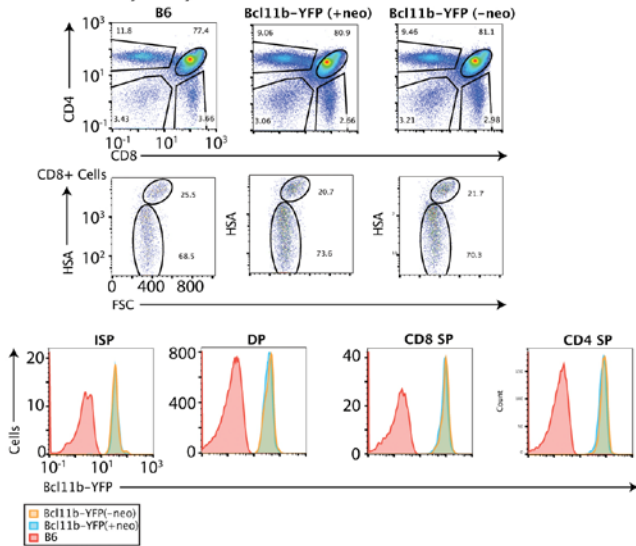 B6 Bcl11b-YFP (+neo) Bcl11b-YFP (-neo)
11.8 77.4 9.06 80.9 9.46 81.1
10³
10²
10¹
10⁻¹
CD4
3.43 3.66 3.06 2.66 3.21 2.98
10⁻¹ 10¹ 10² 10³
CD8
CD8+ Cells
25.5 20.7 21.7
10³
10²
HSA HSA HSA
68.5 73.6 70.3
0 400 800
FSC
ISP DP CD8 SP CD4 SP
20 800 40
10 400 20
0 0 0
Cells Count
10⁻¹ 10¹ 10³
Bcl11b-YFP
Bcl11b-YFP(-neo)
Bcl11b-YFP(+neo)
B6